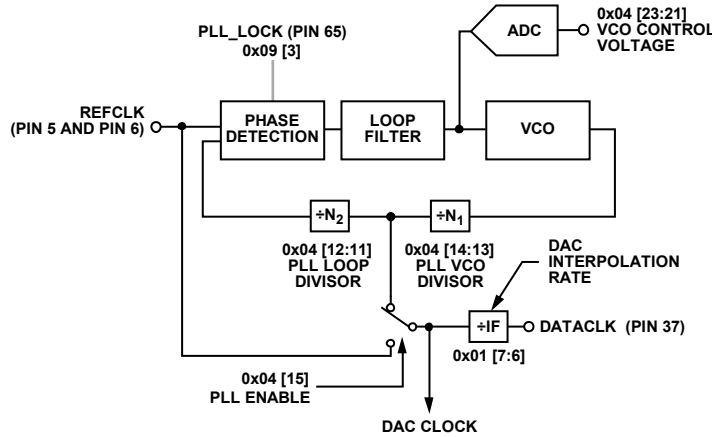 0x04 [23:21]
VCO CONTROL
VOLTAGE
ADC
PLL_LOCK (PIN 65)
0x09 [3]
REFCLK
(PIN 5 AND PIN 6)
PHASE
DETECTION
LOOP
FILTER
VCO
÷N2
÷N1
0x04 [12:11]
PLL LOOP
DIVISOR
0x04 [14:13]
PLL VCO
DIVISOR
DAC
INTERPOLATION
RATE
÷IF
DATACLK (PIN 37)
0x01 [7:6]
0x04 [15]
PLL ENABLE
DAC CLOCK